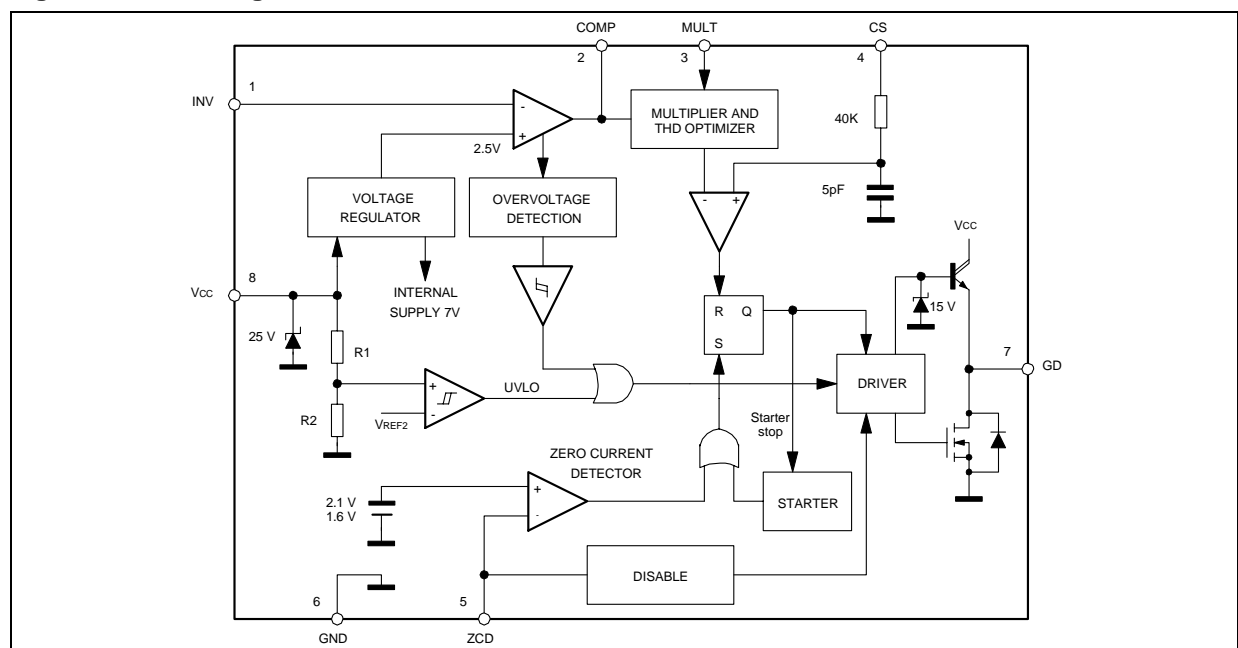 COMP
MULT
CS
2
3
4
1
INV
-
+
2.5V
MULTIPLIER AND
THD OPTIMIZER
40K
5pF
VOLTAGE
REGULATOR
OVERVOLTAGE
DETECTION
-
+
VCC
8
VCC
INTERNAL
SUPPLY 7V
25 V
R1
R
Q
S
15 V
7
GD
DRIVER
+
-
UVLO
R2
VREF2
Starter
stop
ZERO CURRENT
DETECTOR
2.1 V
1.6 V
+
-
STARTER
DISABLE
6
5
GND
ZCD